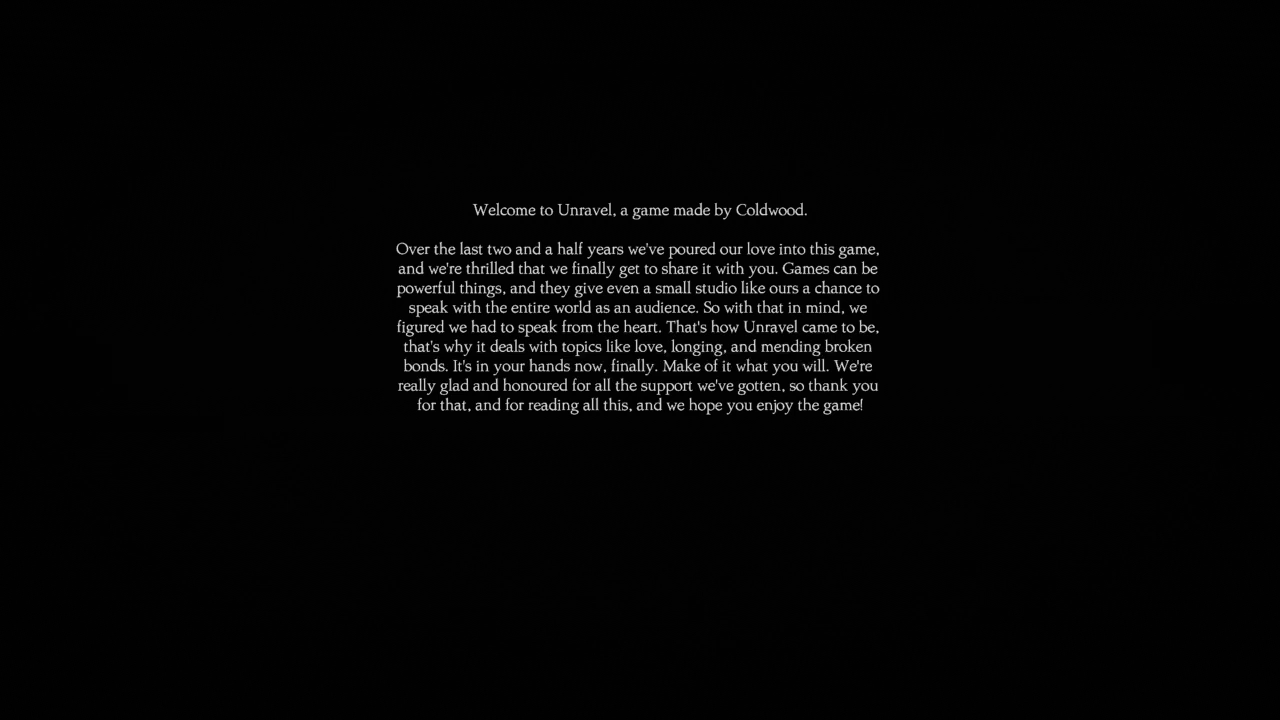 Welcome to Unravel, a game made by Coldwood.
Over the last two and a half years we've poured our love into this game,
and we're thrilled that we finally get to share it with you. Games can be
powerful things, and they give even a small studio like ours a chance to
speak with the entire world as an audience. So with that in mind, we
figured we had to speak from the heart. That's how Unravel came to be,
that's why it deals with topics like love, longing, and mending broken
bonds. It's in your hands now, finally. Make of it what you will. We're
really glad and honoured for all the support we've gotten, so thank you
for that, and for reading all this, and we hope you enjoy the game!